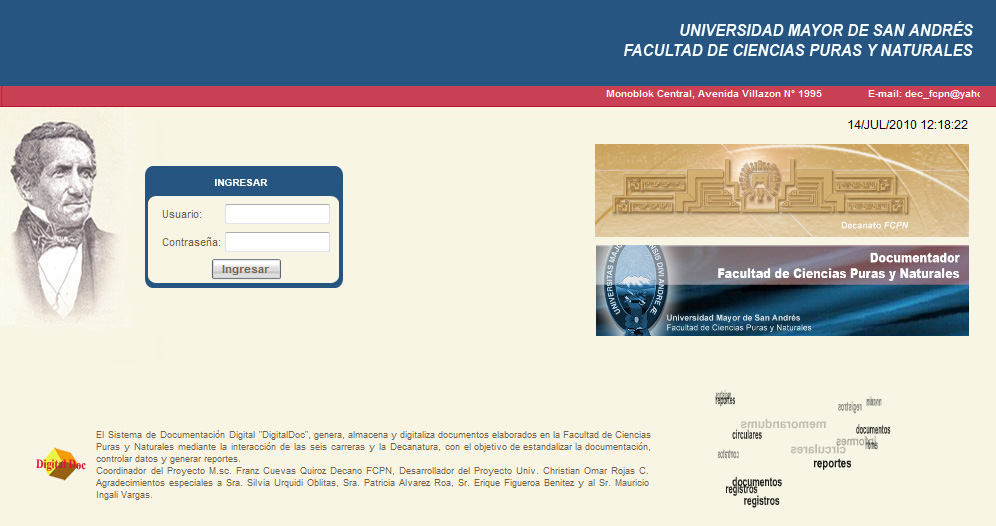 UNIVERSIDAD MAYOR DE SAN ANDRÉS
FACULTAD DE CIENCIAS PURAS Y NATURALES
Monoblok Central, Avenida Villazon N° 1995
E-mail: dec_fcpn@yaho
14/JUL/2010 12:18:22
INGRESAR
Usuario:
Contraseña:
Ingresar
Decanato FCPN
Documentador
Facultad de Ciencias Puras y Naturales
Universidad Mayor de San Andrés
Facultad de Ciencias Puras y Naturales
El Sistema de Documentación Digital "DigitalDoc", genera, almacena y digitaliza documentos elaborados en la Facultad de Ciencias
Puras y Naturales mediante la interacción de las seis carreras y la Decanatura, con el objetivo de estandalizar la documentación,
controlar datos y generar reportes.
Coordinador del Proyecto M.sc. Franz Cuevas Quiroz Decano FCPN, Desarrollador del Proyecto Univ. Christian Omar Rojas C.
Agradecimientos especiales a Sra. Silvia Urquidi Oblitas, Sra. Patricia Alvarez Roa, Sr. Erique Figueroa Benitez y al Sr. Mauricio
Ingali Vargas.
Digital Doc
reportes
memorandums
circulares
documentos
informes
circulares
reportes
documentos
registros
registros